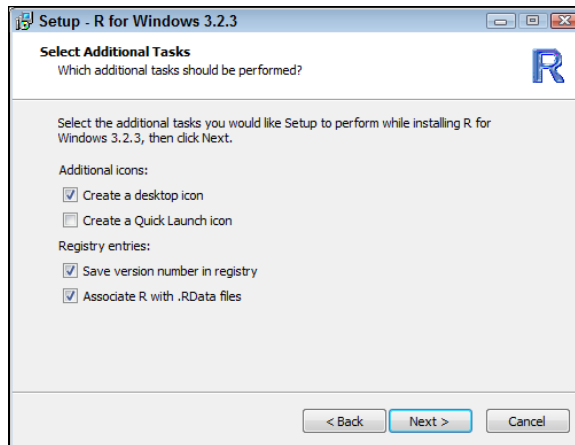 Setup - R for Windows 3.2.3
Select Additional Tasks
Which additional tasks should be performed?
R
Select the additional tasks you would like Setup to perform while installing R for
Windows 3.2.3, then click Next.
Additional icons:
Create a desktop icon
Create a Quick Launch icon
Registry entries:
Save version number in registry
Associate R with .RData files
< Back
Next >
Cancel